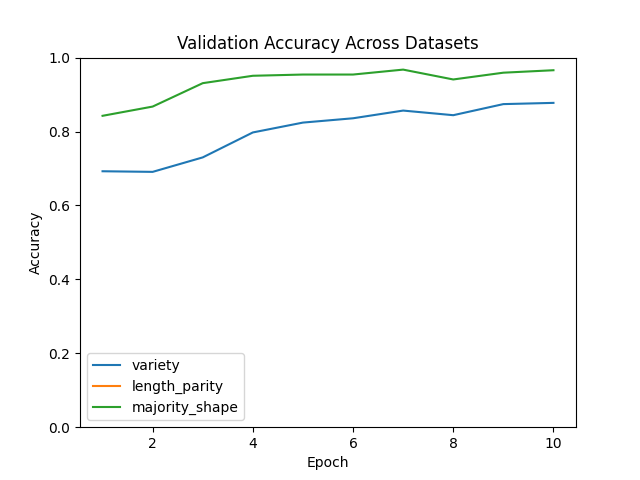 Validation Accuracy Across Datasets
1.0
0.8
0.6
0.4
0.2
0.0
Accuracy
variety
length_parity
majority_shape
2 4 6 8 10
Epoch